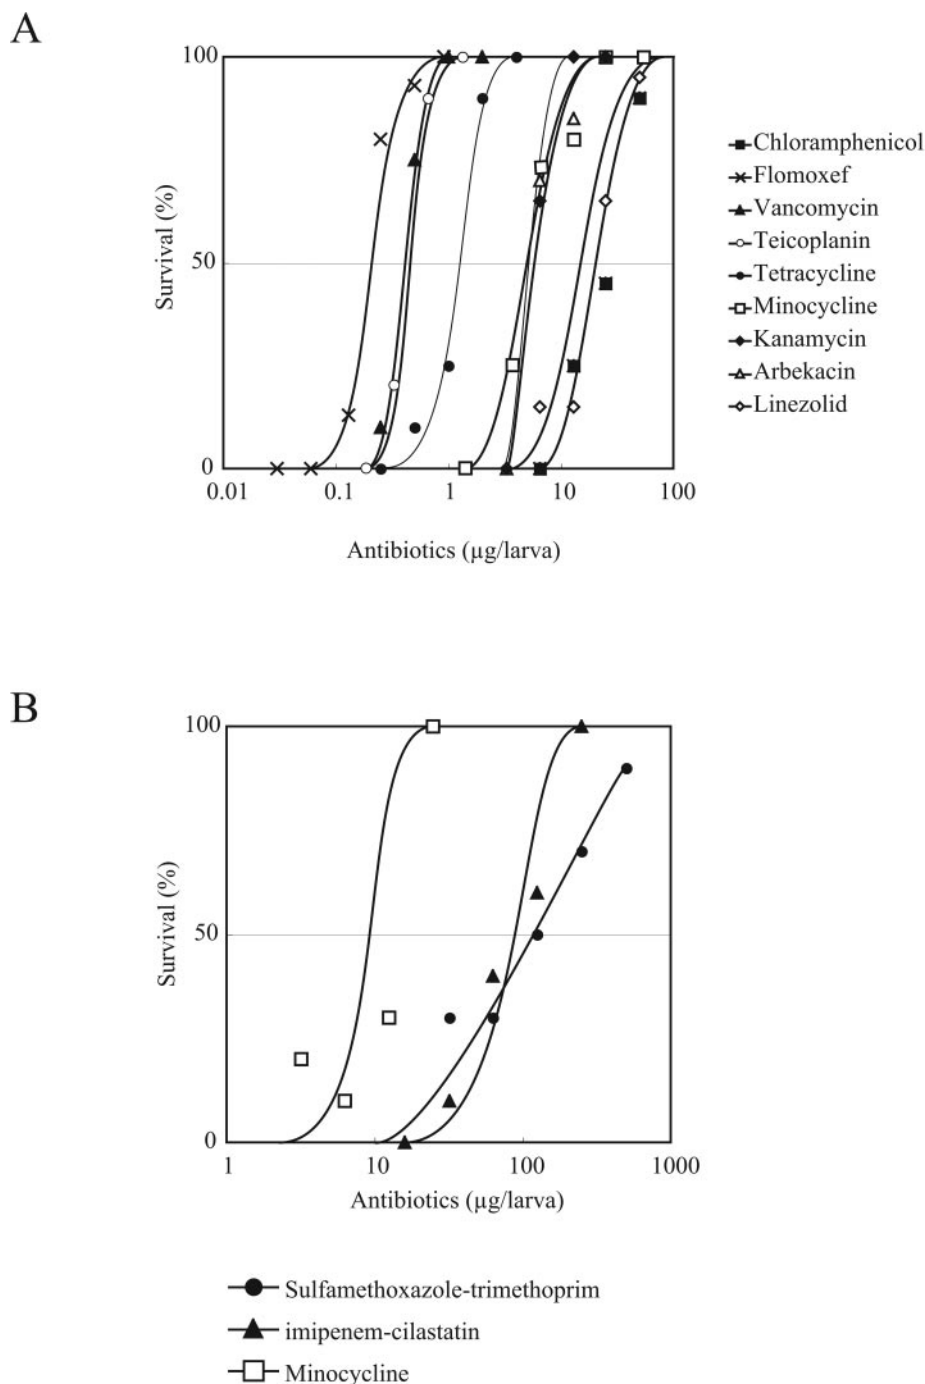 A
100
50
0
Survival (%)
0.01 0.1 1 10 100
Antibiotics (µg/larva)
Chloramphenicol
Flomoxef
Vancomycin
Teicoplanin
Tetracycline
Minocycline
Kanamycin
Arbekacin
Linezolid
B
100
50
0
Survival (%)
1 10 100 1000
Antibiotics (µg/larva)
Sulfamethoxazole-trimethoprim
imipenem-cilastatin
Minocycline